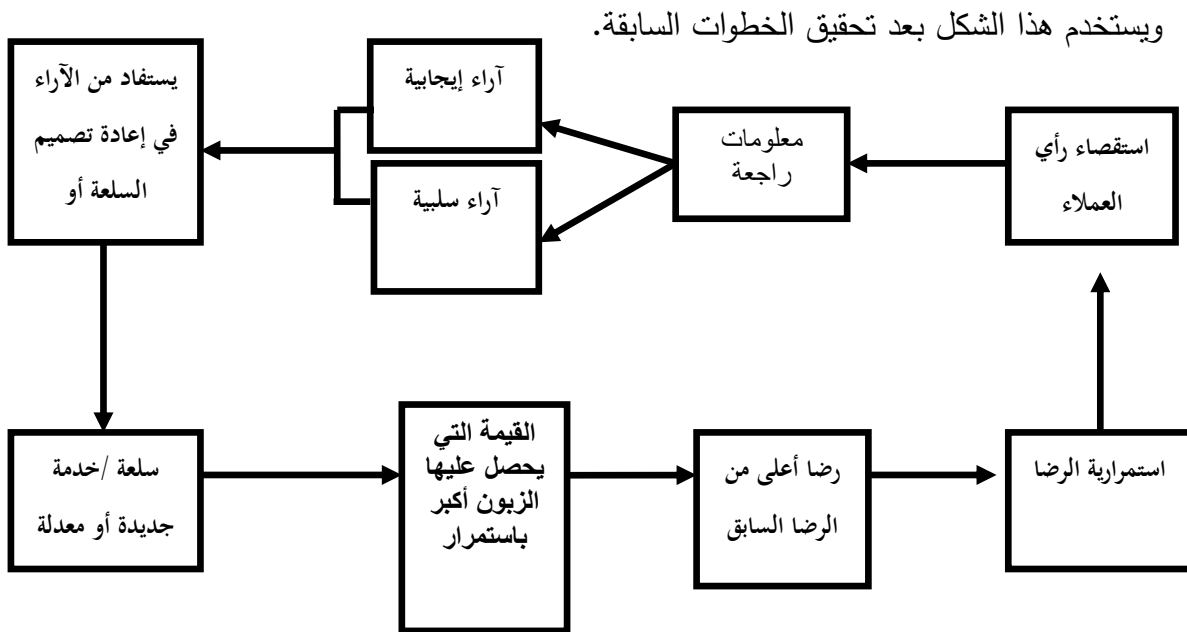 ويستخدم هذا الشكل بعد تحقيق الخطوات السابقة.
استقصاء رأي
العملاء
معلومات
راجعة
آراء إيجابية
آراء سلبية
يستفاد من الآراء
في إعادة تصميم
السلعة أو
سلعة /خدمة
جديدة أو معدلة
القيمة التي
يحصل عليها
الزبون أكبر
باستمرار
رضا أعلى من
الرضا السابق
استمرارية الرضا